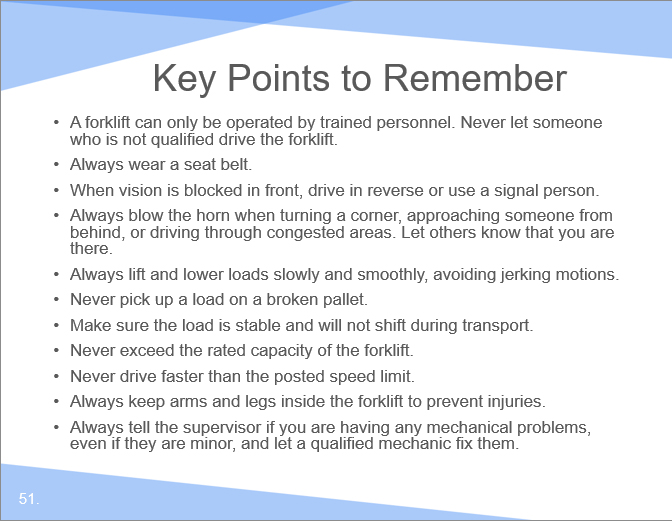 Key Points to Remember
• A forklift can only be operated by trained personnel. Never let someone
who is not qualified drive the forklift.
• Always wear a seat belt.
• When vision is blocked in front, drive in reverse or use a signal person.
• Always blow the horn when turning a corner, approaching someone from
behind, or driving through congested areas. Let others know that you are
there.
• Always lift and lower loads slowly and smoothly, avoiding jerking motions.
• Never pick up a load on a broken pallet.
• Make sure the load is stable and will not shift during transport.
• Never exceed the rated capacity of the forklift.
• Never drive faster than the posted speed limit.
• Always keep arms and legs inside the forklift to prevent injuries.
• Always tell the supervisor if you are having any mechanical problems,
even if they are minor, and let a qualified mechanic fix them.
51.